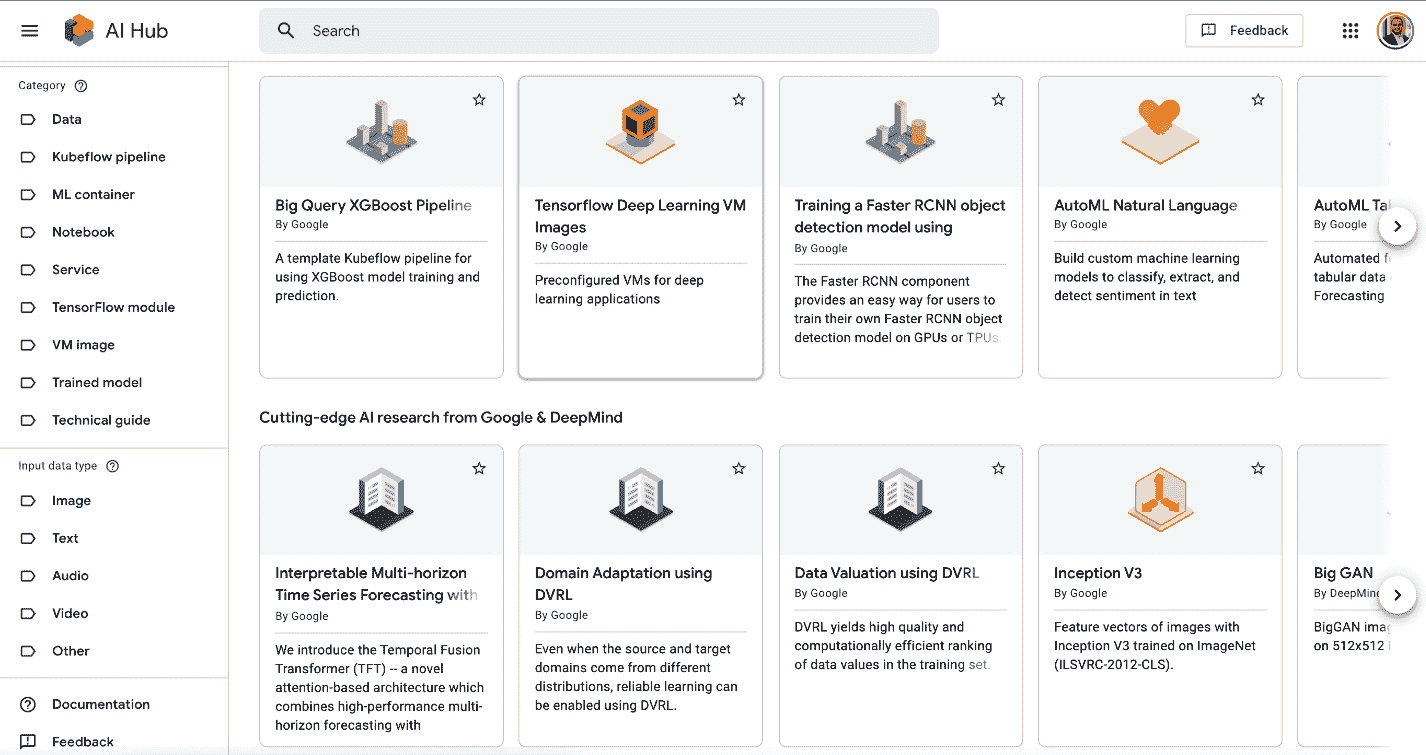 AI Hub
Search
Feedback
Category
Data
Kubeflow pipeline
ML container
Notebook
Service
TensorFlow module
VM image
Trained model
Technical guide
Input data type
Image
Text
Audio
Video
Other
Documentation
Feedback
Big Query XGBoost Pipeline
By Google
A template Kubeflow pipeline for
using XGBoost model training and
prediction.
Tensorflow Deep Learning VM
Images
By Google
Preconfigured VMs for deep
learning applications
Training a Faster RCNN object
detection model using
By Google
The Faster RCNN component
provides an easy way for users to
train their own Faster RCNN object
detection model on GPUs or TPUs.
AutoML Natural Language
By Google
Build custom machine learning
models to classify, extract, and
detect sentiment in text
AutoML
By Google
Automated
tabular data
Forecasting
Cutting-edge AI research from Google & DeepMind
Interpretable Multi-horizon
Time Series Forecasting with
By Google
We introduce the Temporal Fusion
Transformer (TFT) -- a novel
attention-based architecture which
combines high-performance multi-
horizon forecasting with
Domain Adaptation using
DVRL
By Google
Even when the source and target
domains come from different
distributions, reliable learning can
be enabled using DVRL.
Data Valuation using DVRL
By Google
DVRL yields high quality and
computationally efficient ranking
of data values in the training set.
Inception V3
By Google
Feature vectors of images with
Inception V3 trained on ImageNet
(ILSVRC-2012-CLS).
Big GAN
By DeepMind
BigGAN
on 512x512